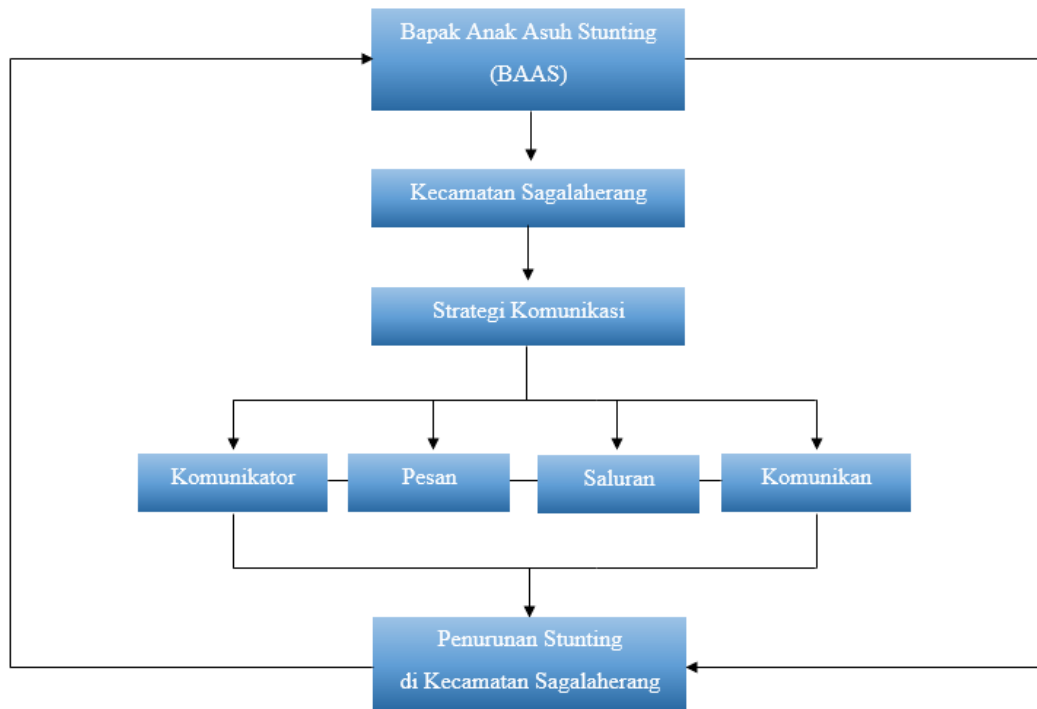 Bapak Anak Asuh Stunting
(BAAS)
Kecamatan Sagalaherang
Strategi Komunikasi
Komunikator
Pesan
Saluran
Komunikan
Penurunan Stunting
di Kecamatan Sagalaherang